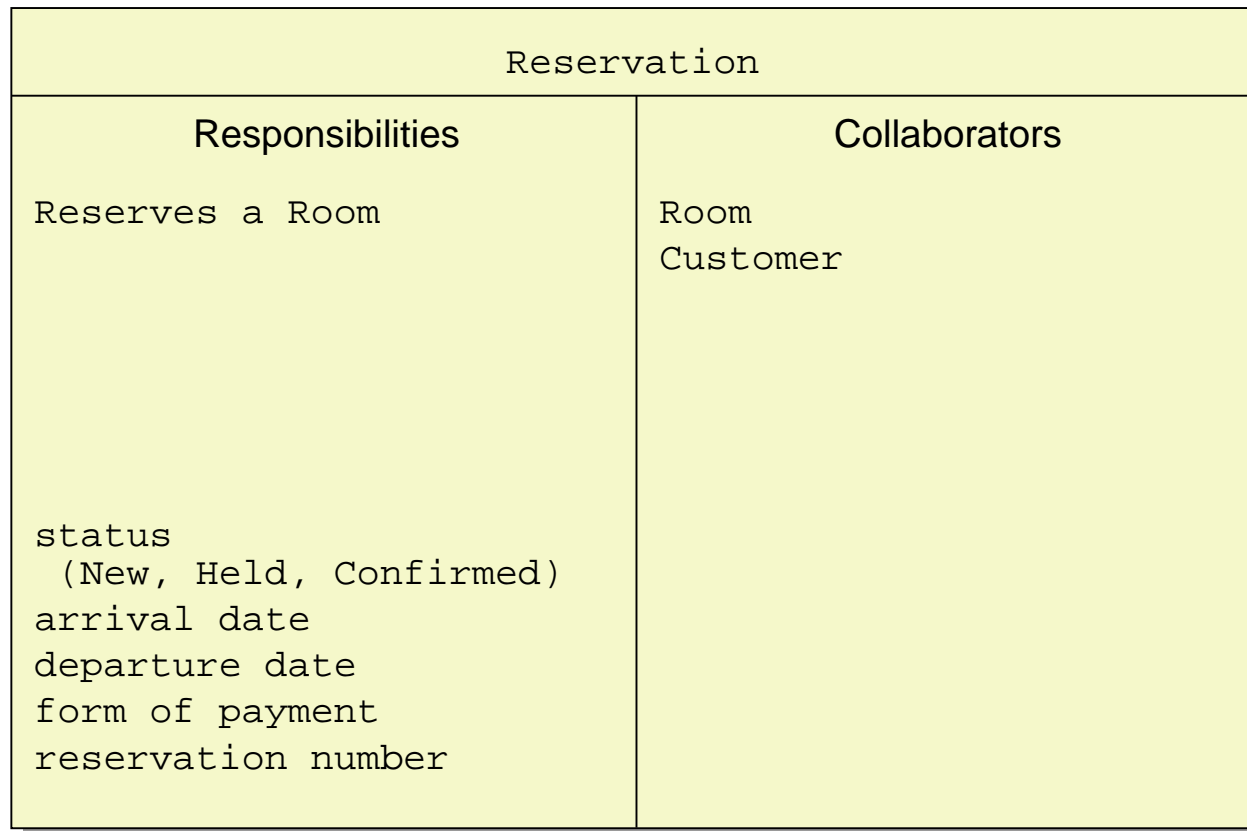 Reservation
Responsibilities
Reserves a Room
status
(New, Held, Confirmed)
arrival date
departure date
form of payment
reservation number
Collaborators
Room
Customer